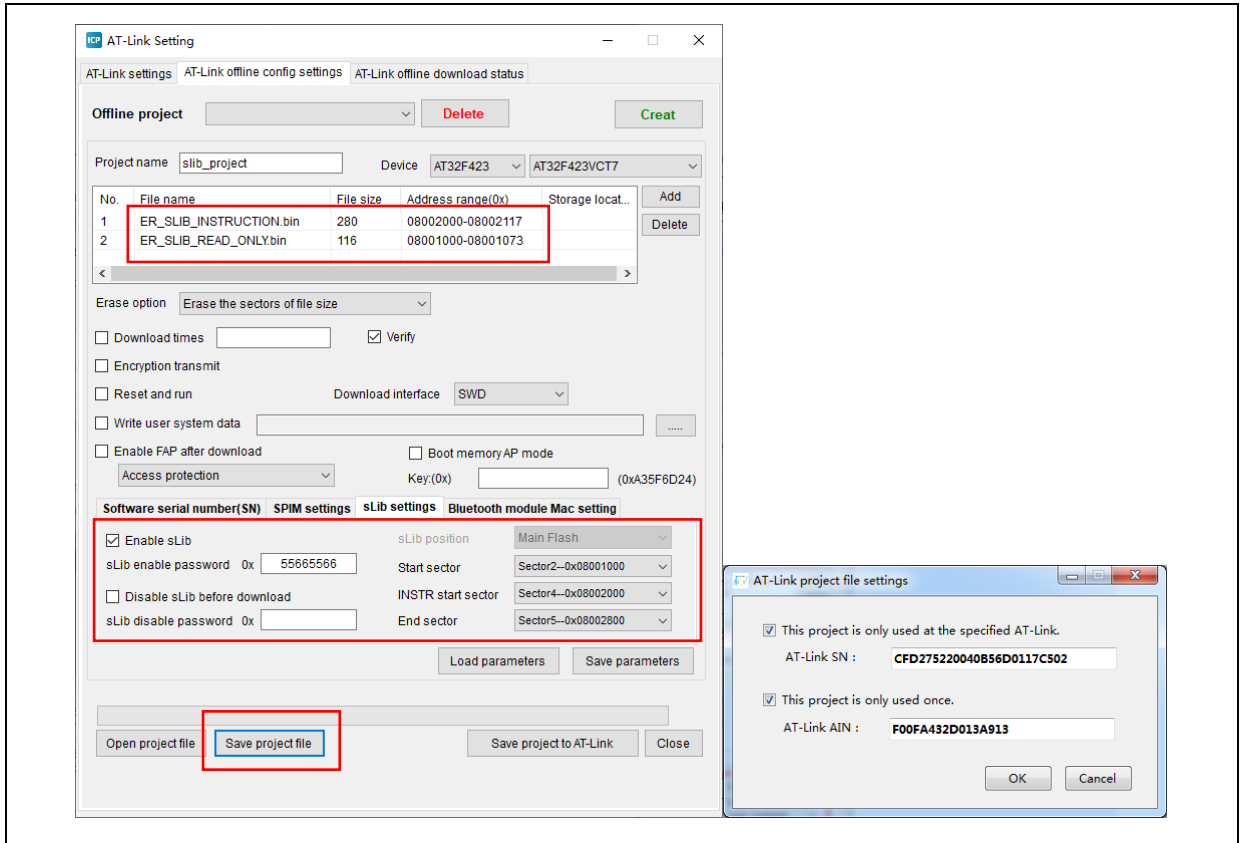 ICP AT-Link Setting
AT-Link settings AT-Link offline config settings AT-Link offline download status
Offline project Delete Creat
Project name slib_project Device AT32F423 AT32F423VCT7
No. File name File size Address range(0x) Storage locat... Add
1 ER_SLIB_INSTRUCTION.bin 280 08002000-08002117 Delete
2 ER_SLIB_READ_ONLY.bin 116 08001000-08001073
Erase option Erase the sectors of file size
Download times Verify
Encryption transmit
Reset and run Download interface SWD
Write user system data .....
Enable FAP after download Boot memory AP mode
Access protection Key:(0x) (0xA35F6D24)
Software serial number(SN) SPIM settings sLib settings Bluetooth module Mac setting
Enable sLib sLib position Main Flash
sLib enable password 0x 55665566 Start sector Sector2--0x08001000
Disable sLib before download INSTR start sector Sector4--0x08002000
sLib disable password 0x End sector Sector5--0x08002800
Load parameters Save parameters
Open project file Save project file Save project to AT-Link Close
AT-Link project file settings
This project is only used at the specified AT-Link.
AT-Link SN : CFD275220040B56D0117C502
This project is only used once.
AT-Link AIN : F00FA432D013A913
OK Cancel